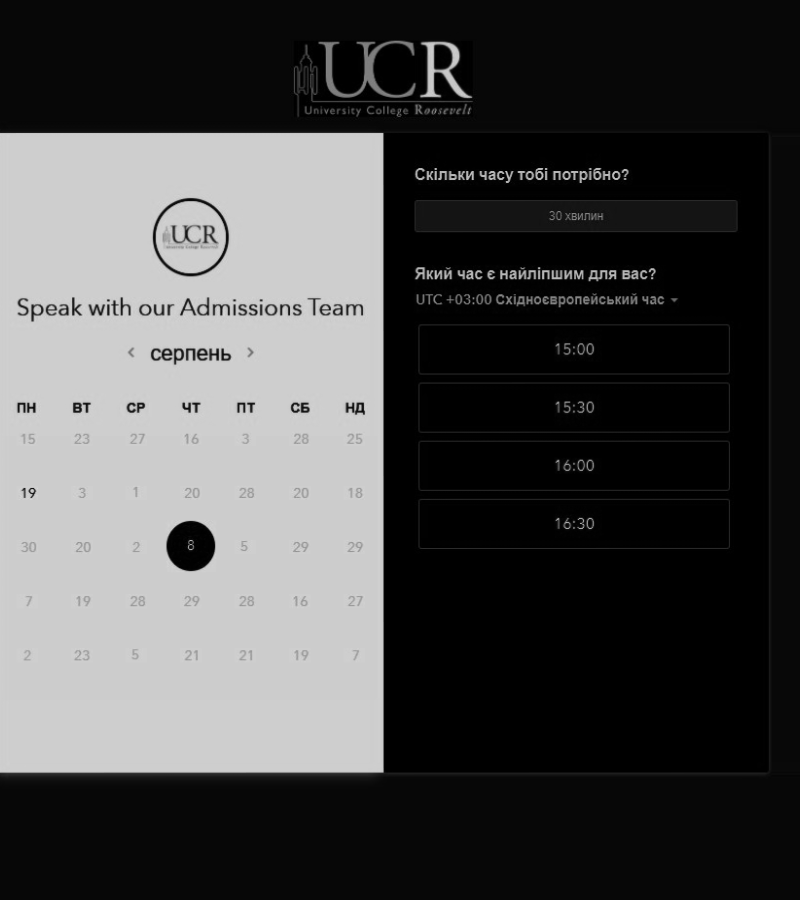 UCR
University College Roosevelt
UCR
Speak with our Admissions Team
серпень
ПН ВТ СР ЧТ ПТ СБ НД
15 23 27 16 3 28 25
19 3 1 20 28 20 18
30 20 2 8 5 29 29
7 19 28 29 28 16 27
2 23 5 21 21 19 7
Скільки часу тобі потрібно?
30 хвилин
Який час є найліпшим для вас?
UTC +03:00 Східноєвропейський час
15:00
15:30
16:00
16:30